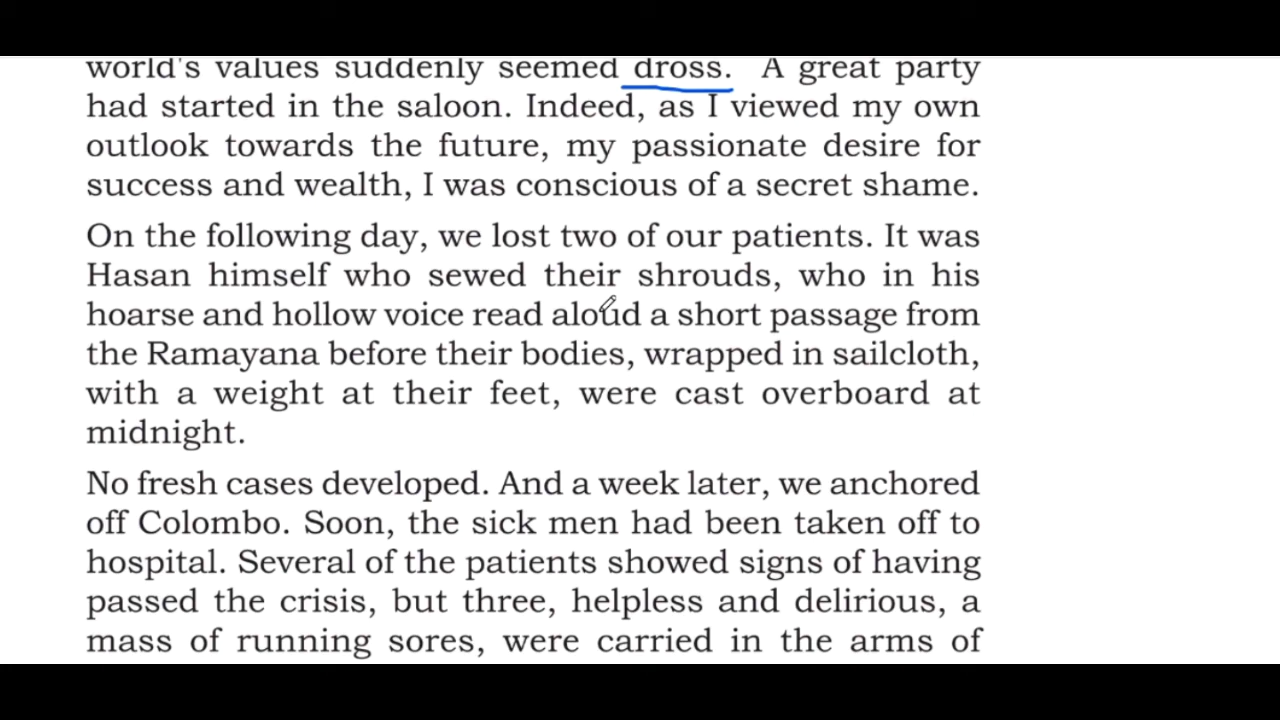 world's values suddenly seemed dross. A great party
had started in the saloon. Indeed, as I viewed my own
outlook towards the future, my passionate desire for
success and wealth, I was conscious of a secret shame.
On the following day, we lost two of our patients. It was
Hasan himself who sewed their shrouds, who in his
hoarse and hollow voice read aloud a short passage from
the Ramayana before their bodies, wrapped in sailcloth,
with a weight at their feet, were cast overboard at
midnight.
No fresh cases developed. And a week later, we anchored
off Colombo. Soon, the sick men had been taken off to
hospital. Several of the patients showed signs of having
passed the crisis, but three, helpless and delirious, a
mass of running sores, were carried in the arms of